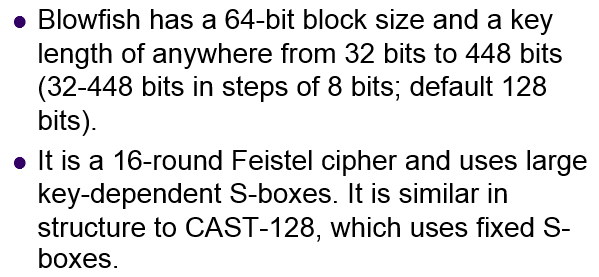 • Blowfish has a 64-bit block size and a key
length of anywhere from 32 bits to 448 bits
(32-448 bits in steps of 8 bits; default 128
bits).
• It is a 16-round Feistel cipher and uses large
key-dependent S-boxes. It is similar in
structure to CAST-128, which uses fixed S-
boxes.